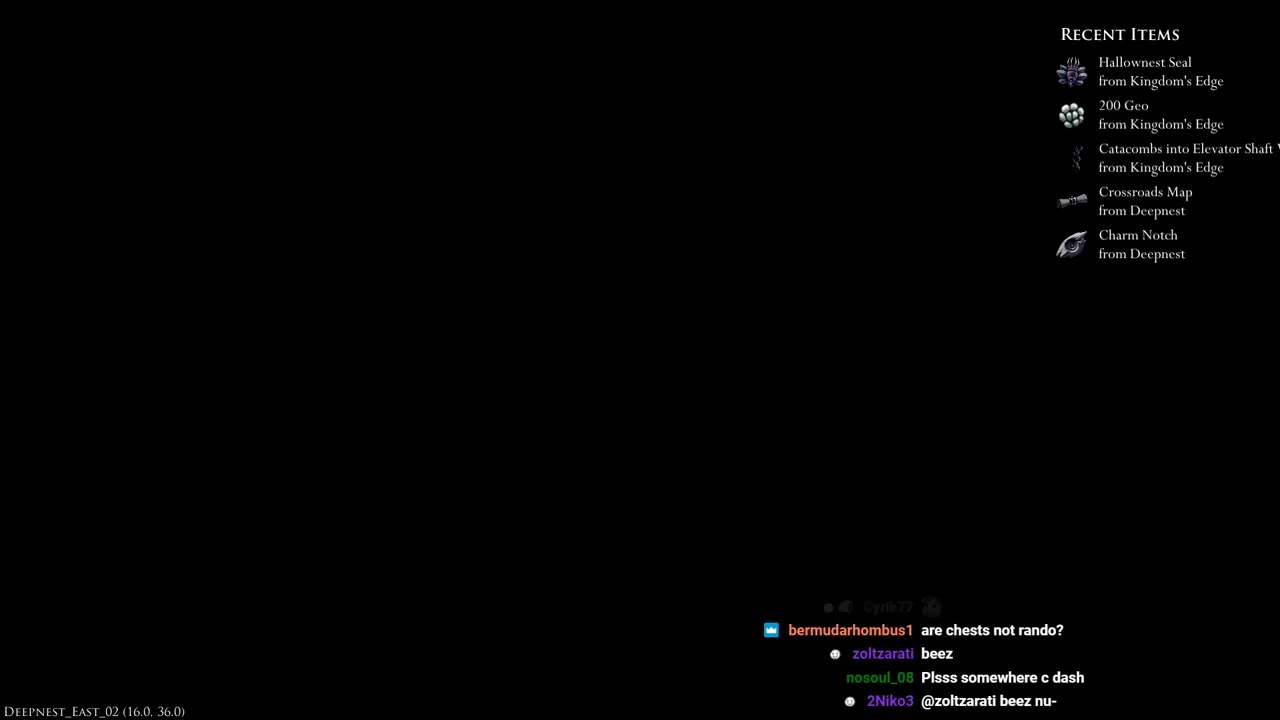 Recent Items
Hallownest Seal
from Kingdom's Edge
200 Geo
from Kingdom's Edge
Catacombs into Elevator Shaft
from Kingdom's Edge
Crossroads Map
from Deepnest
Charm Notch
from Deepnest
Cyrik77
bermudarhombus1 are chests not rando?
zoltzarati beez
nosoul_08 Plsss somewhere c dash
2Niko3 @zoltzarati beez nu-
Deepnest_East_02 (16.0, 36.0)